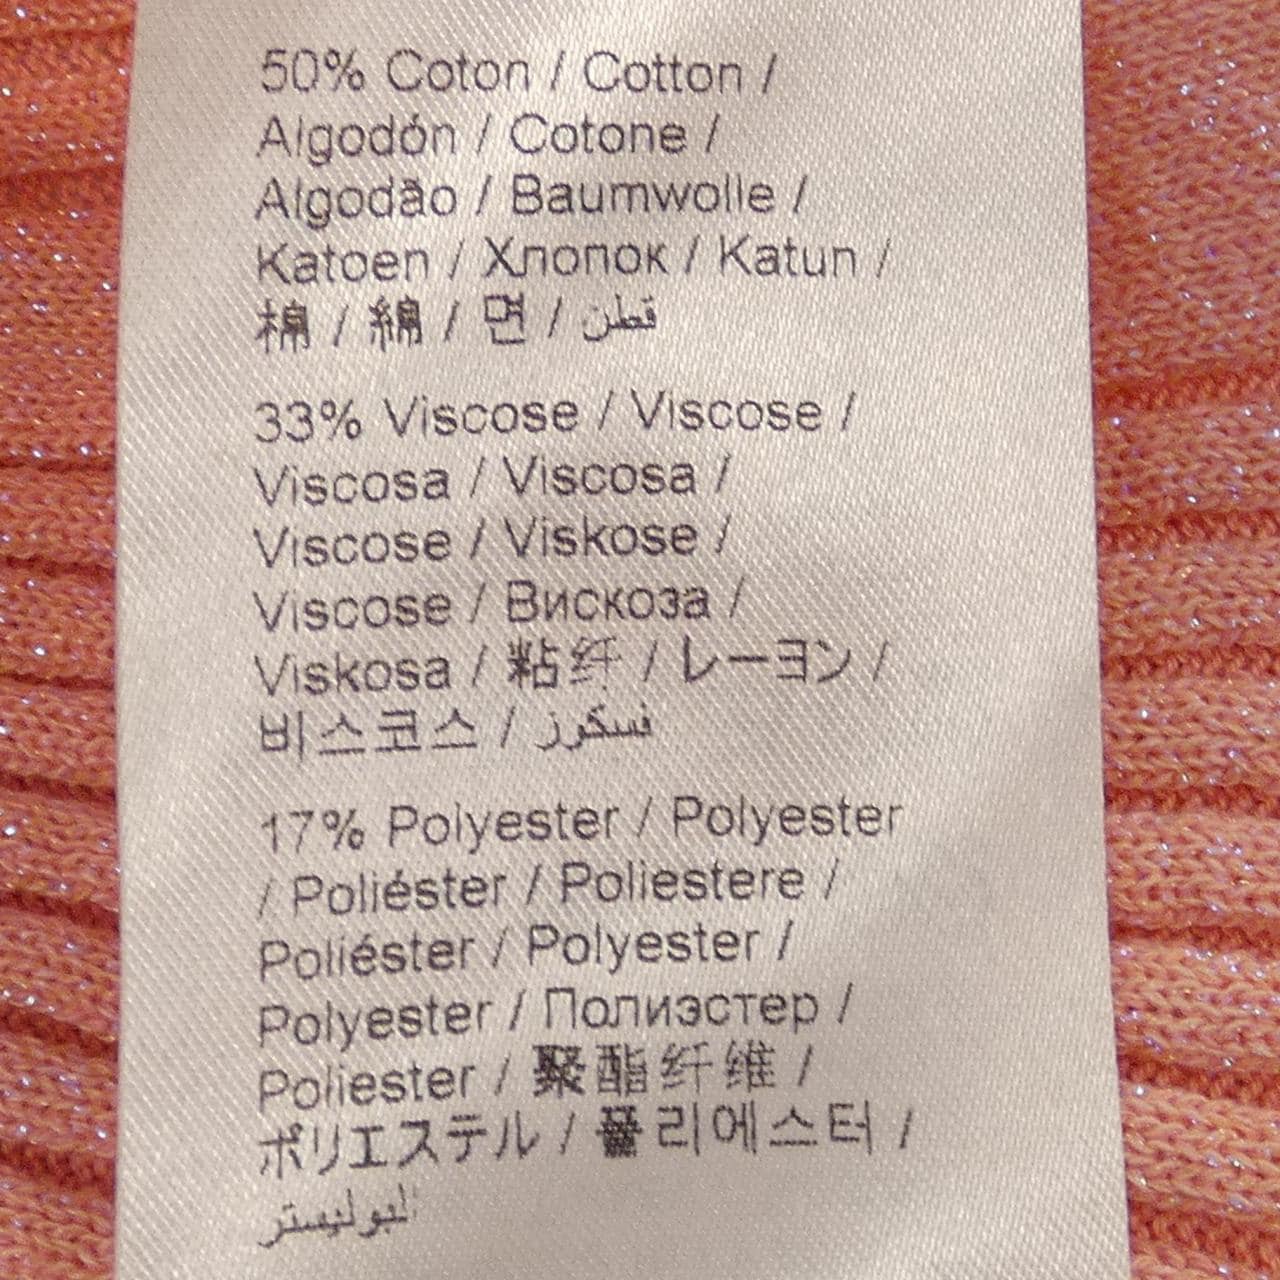 50% Coton / Cotton /
Algodón / Cotone /
Algodão / Baumwolle /
Katoen / Хлопок / Katun /
棉 / 綿 / 면 / قطن
33% Viscose / Viscose /
Viscosa / Viscosa /
Viscose / Viskose /
Viscose / Вискоза /
Viskosa / 粘纤 / レーヨン /
비스코스 / فسكوز
17% Polyester / Polyester
/ Poliéster / Poliestere /
Poliéster / Polyester /
Polyester / Полиэстер /
Poliester / 聚酯纤维 /
ポリエステル / 폴리에스터 /
البوليستر